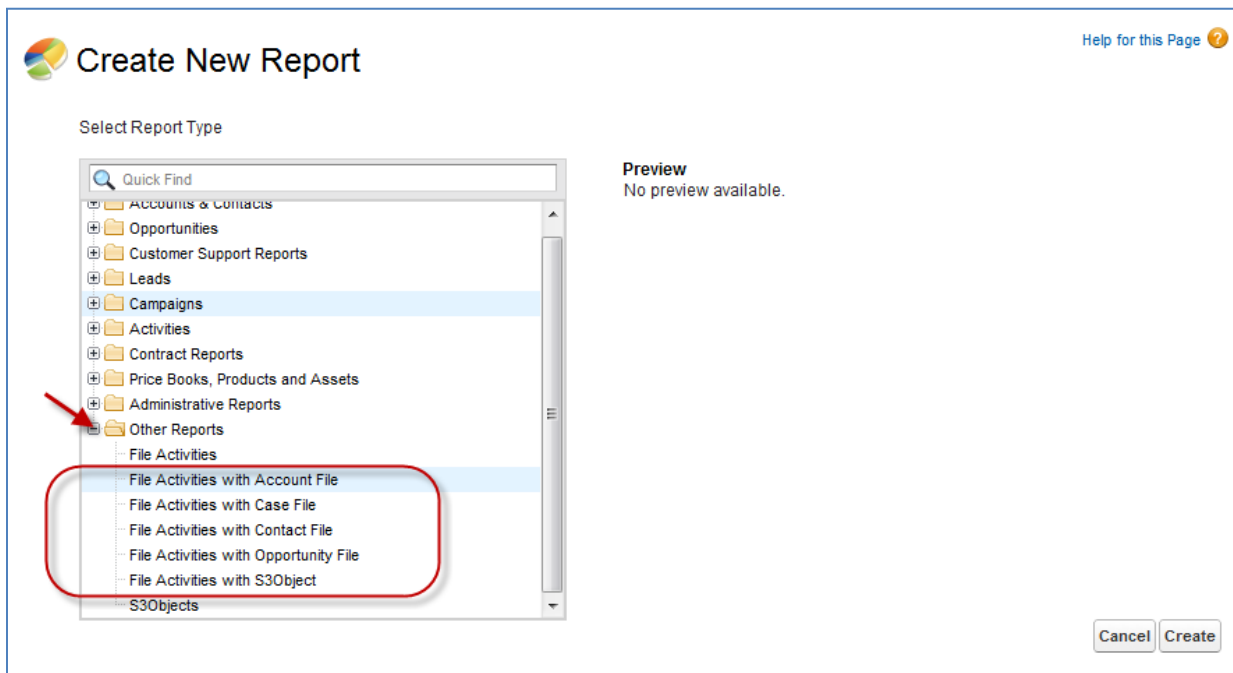 Help for this Page
Create New Report
Select Report Type
Quick Find
Preview
No preview available.
Accounts & Contacts
Opportunities
Customer Support Reports
Leads
Campaigns
Activities
Contract Reports
Price Books, Products and Assets
Administrative Reports
Other Reports
File Activities
File Activities with Account File
File Activities with Case File
File Activities with Contact File
File Activities with Opportunity File
File Activities with S3Object
S3Objects
Cancel Create